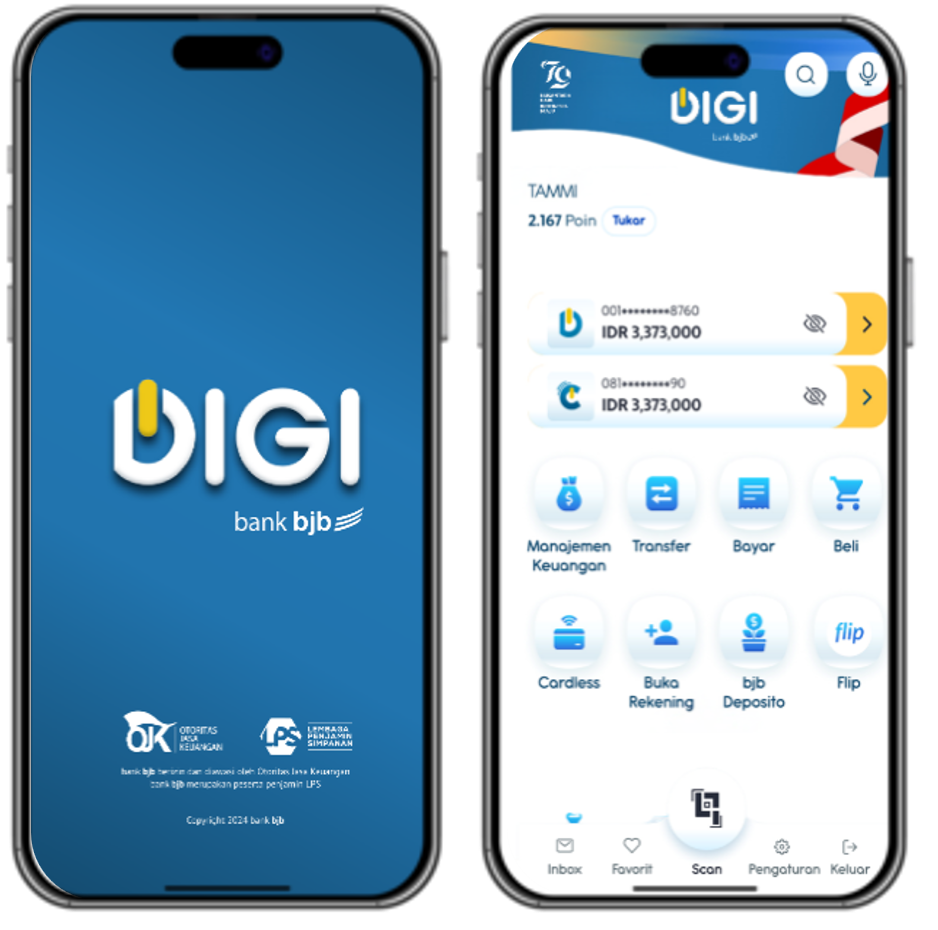 DIGI
bank bjb
OJK
OTORITAS
JASA
KEUANGAN
LPS
LEMBAGA
PENJAMIN
SIMPANAN
bank bjb berizin dan diawasi oleh Otoritas Jasa Keuangan
bank bjb merupakan peserta penjamin LPS
Copyright 2024 bank bjb
79
DIGI
bank bjb
TAMMI
2.167 Poin Tukar
001••••••••8760
IDR 3,373,000
081••••••••90
IDR 3,373,000
Manajemen Keuangan
Transfer
Bayar
Beli
Cardless
Buka Rekening
bjb Deposito
flip
Flip
Inbox
Favorit
Scan
Pengaturan
Keluar